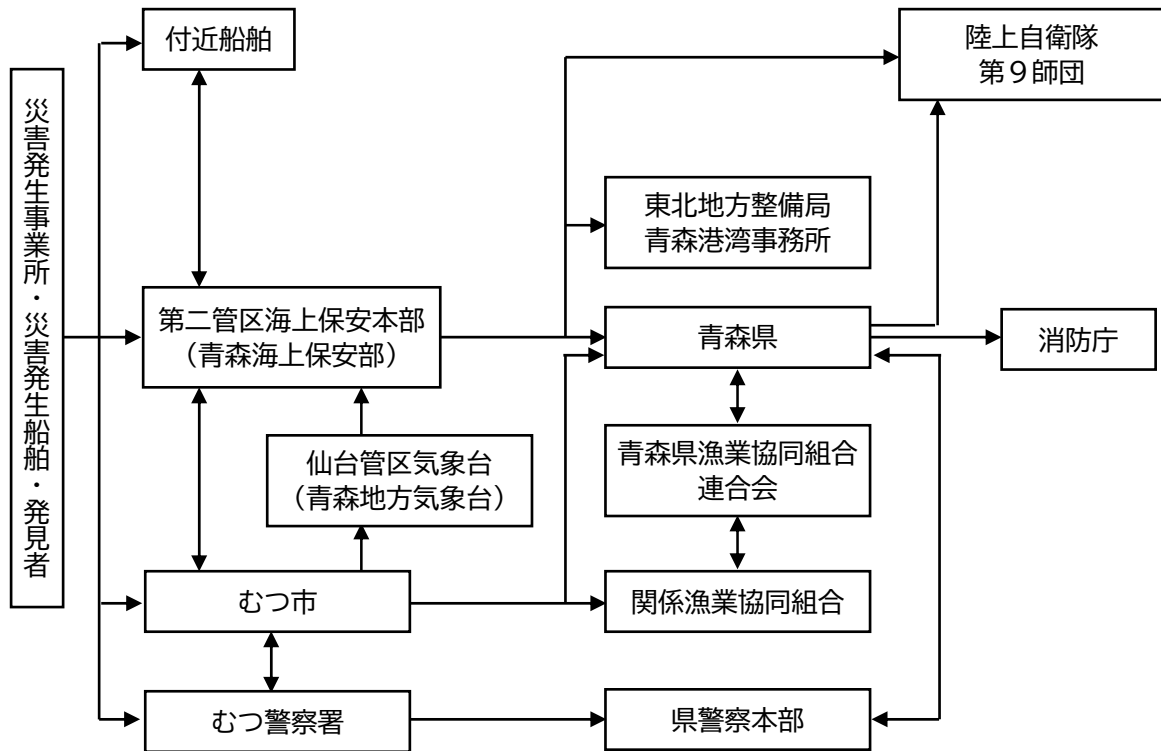 災害発生事業所・災害発生船舶・発見者
付近船舶
陸上自衛隊
第９師団
東北地方整備局
青森港湾事務所
第二管区海上保安本部
（青森海上保安部）
青森県
消防庁
仙台管区気象台
（青森地方気象台）
青森県漁業協同組合
連合会
むつ市
関係漁業協同組合
むつ警察署
県警察本部